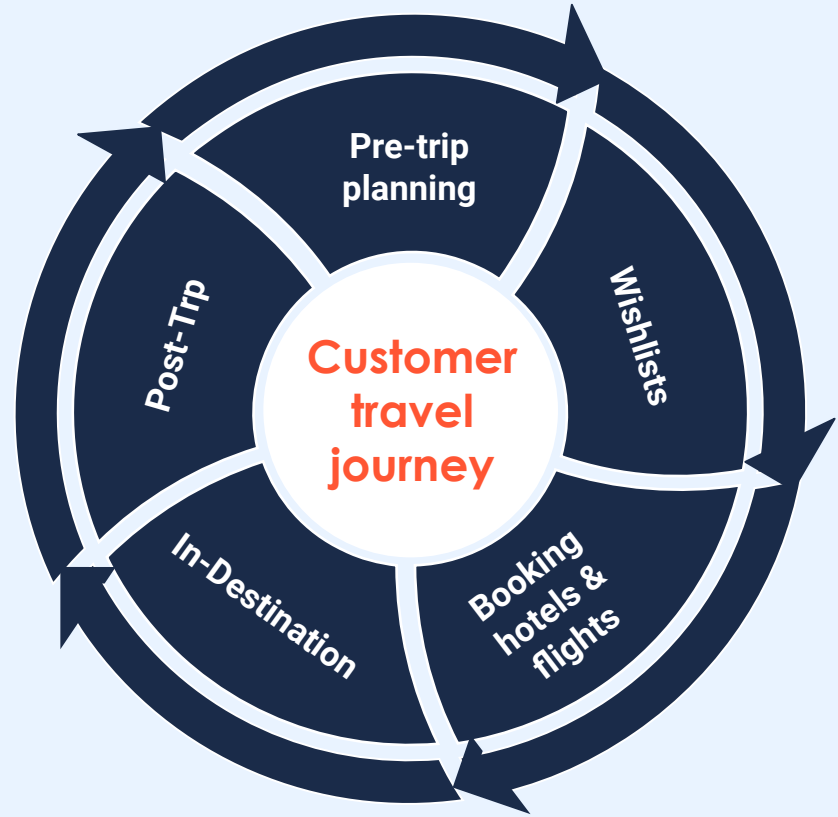 Pre-trip
planning
Wishlists
Booking
hotels &
flights
In-Destination
Post-Trp
Customer
travel
journey